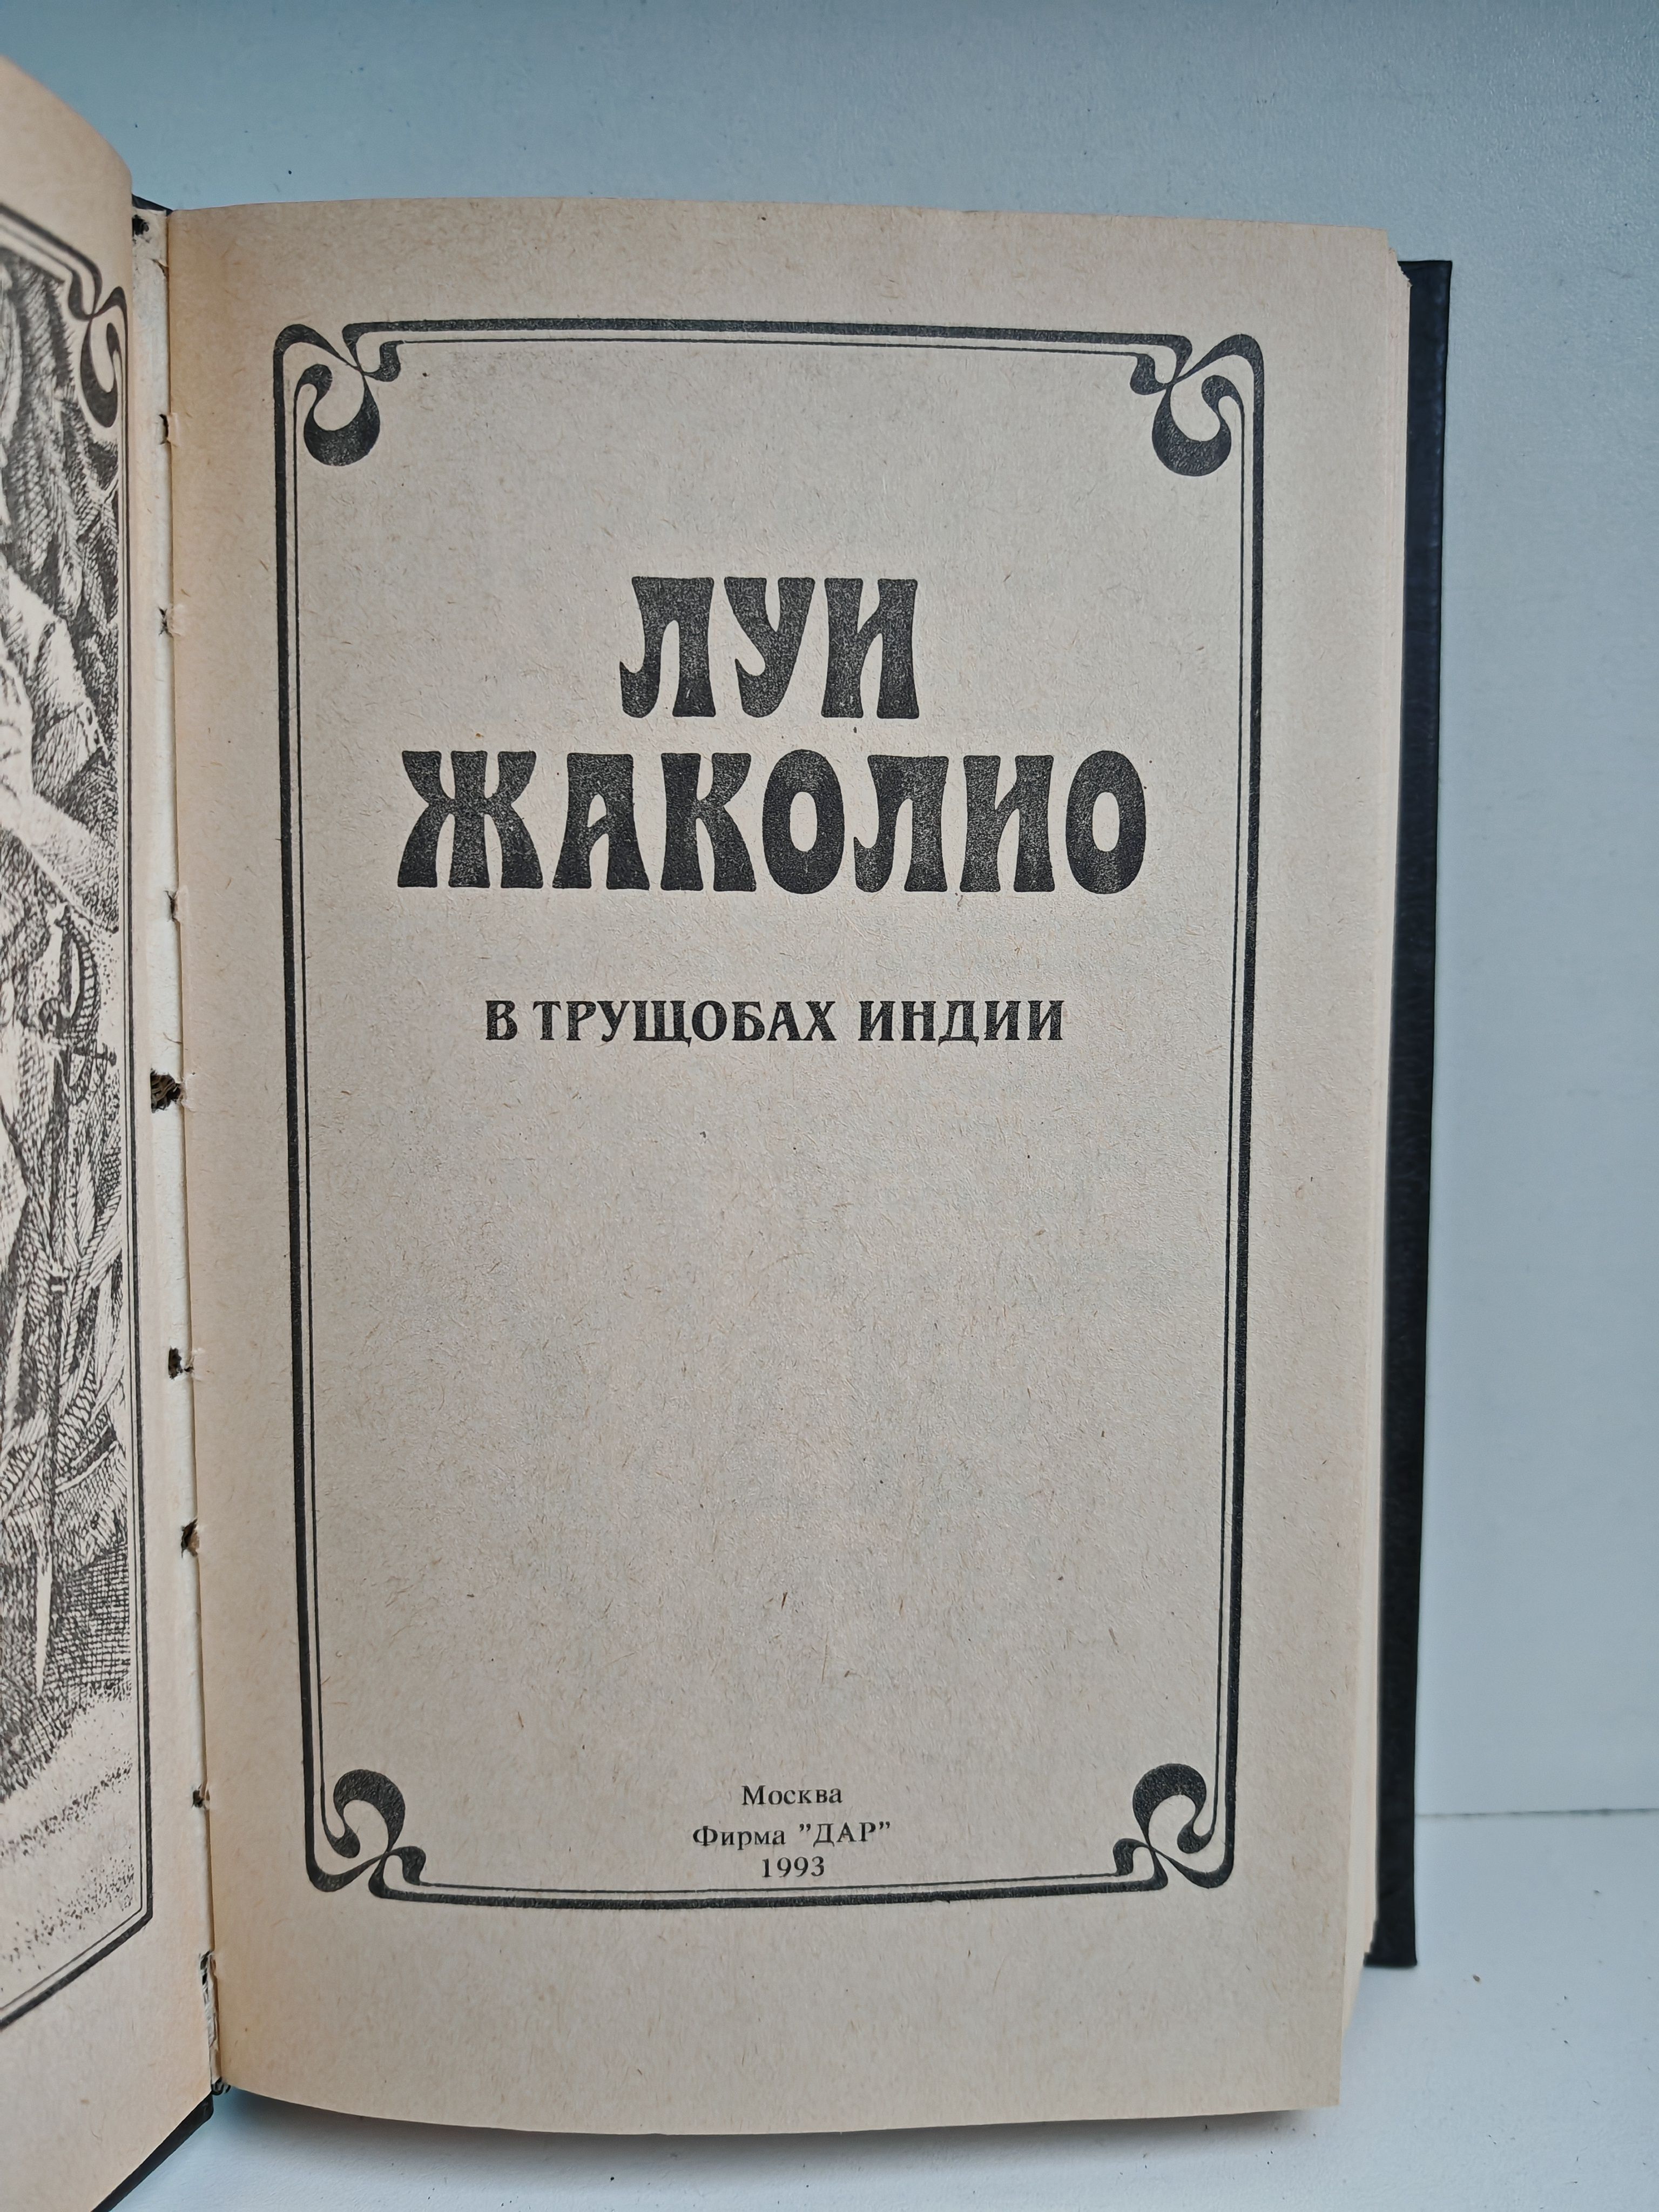 ЛУИ
ЖАКОЛИО
В ТРУЩОБАХ ИНДИИ
Москва
Фирма "ДАР"
1993